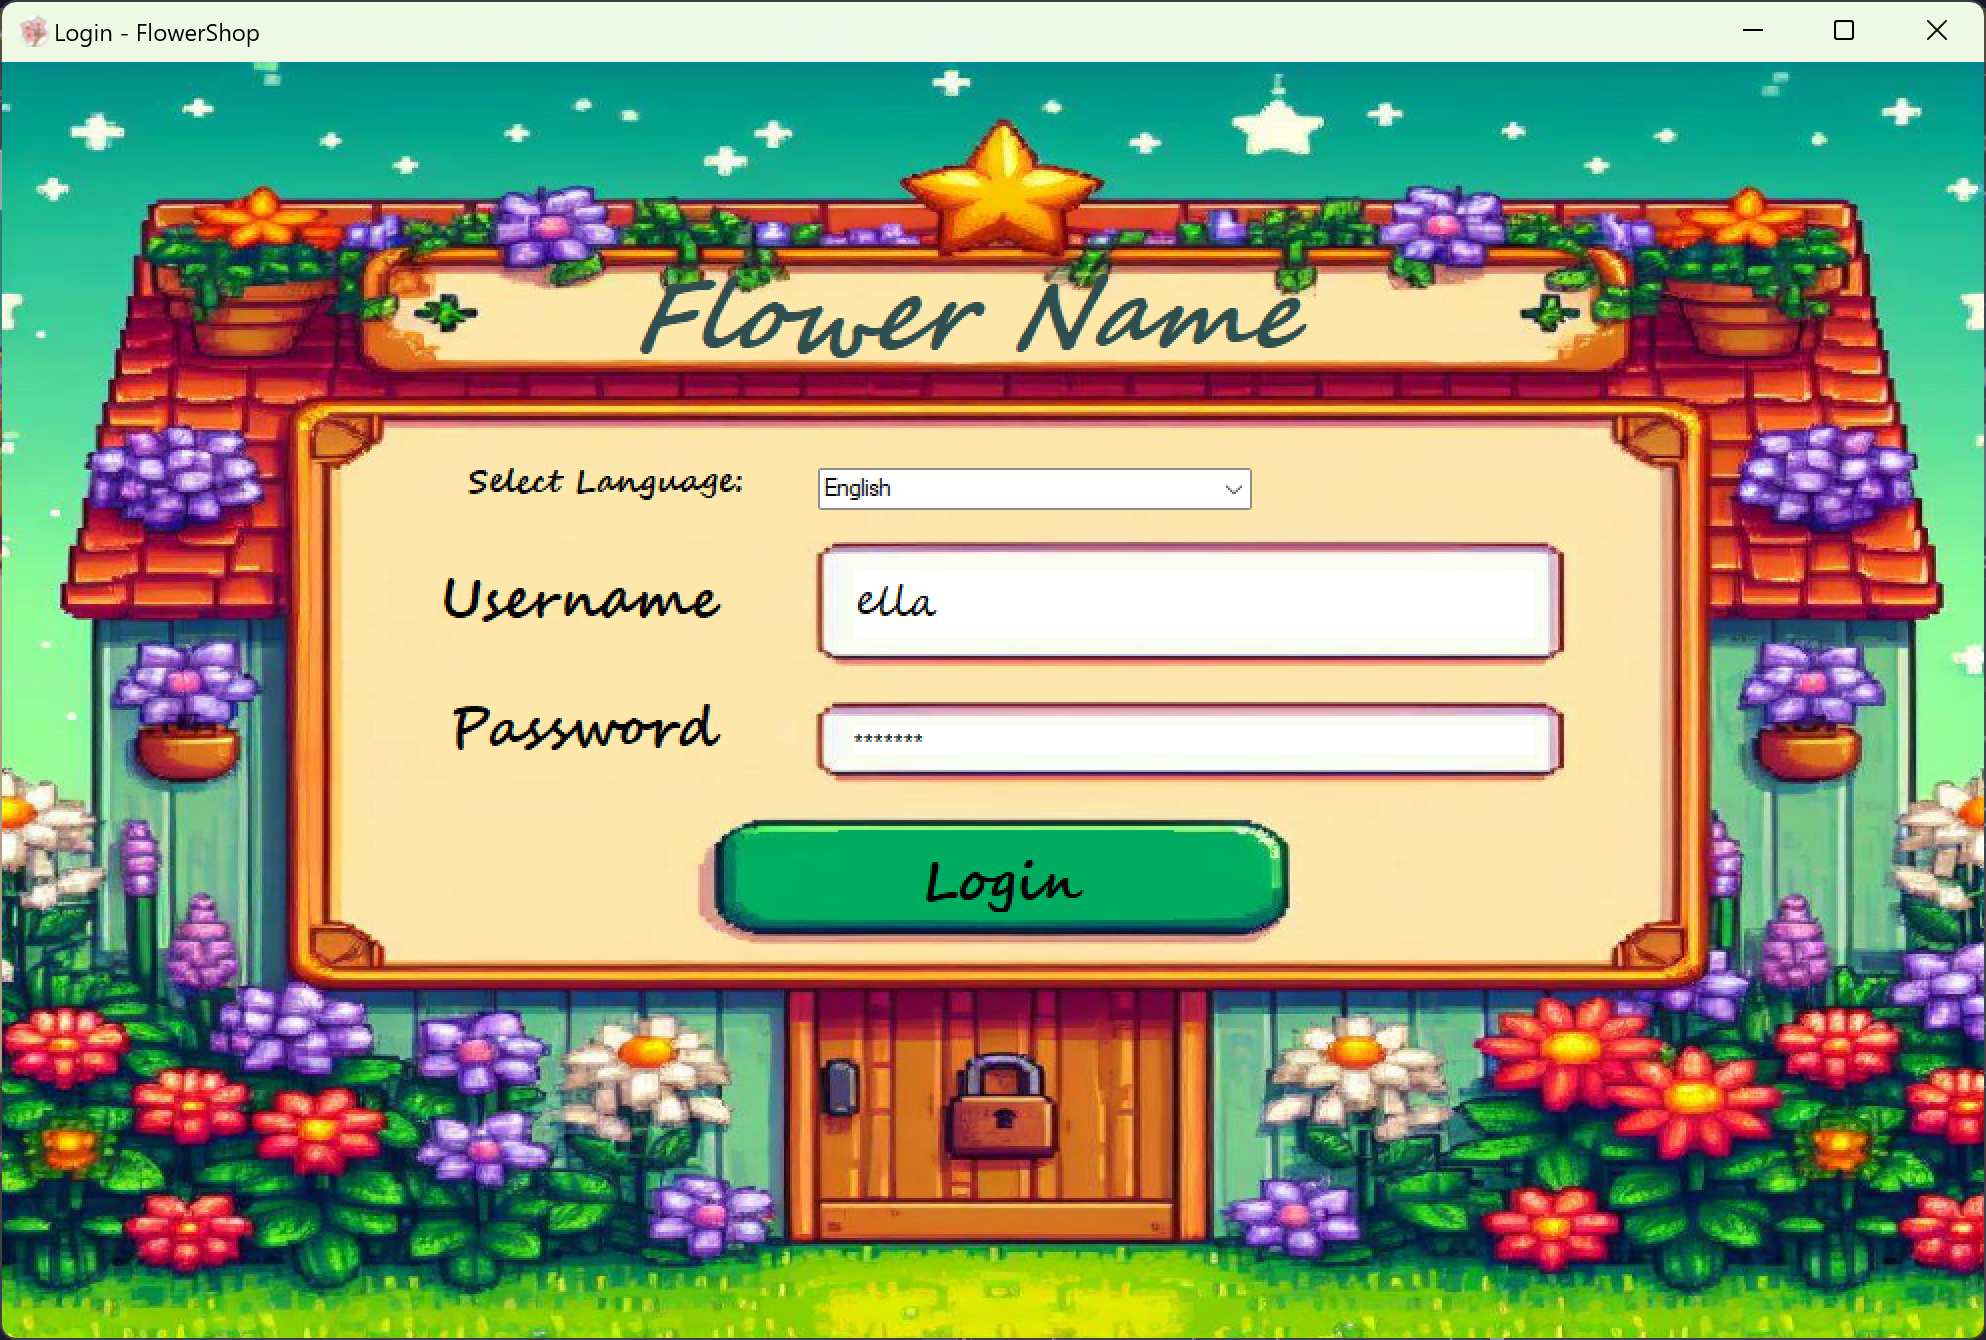 Login - FlowerShop
Flower Name
Select Language: English
Username ella
Password *******
Login